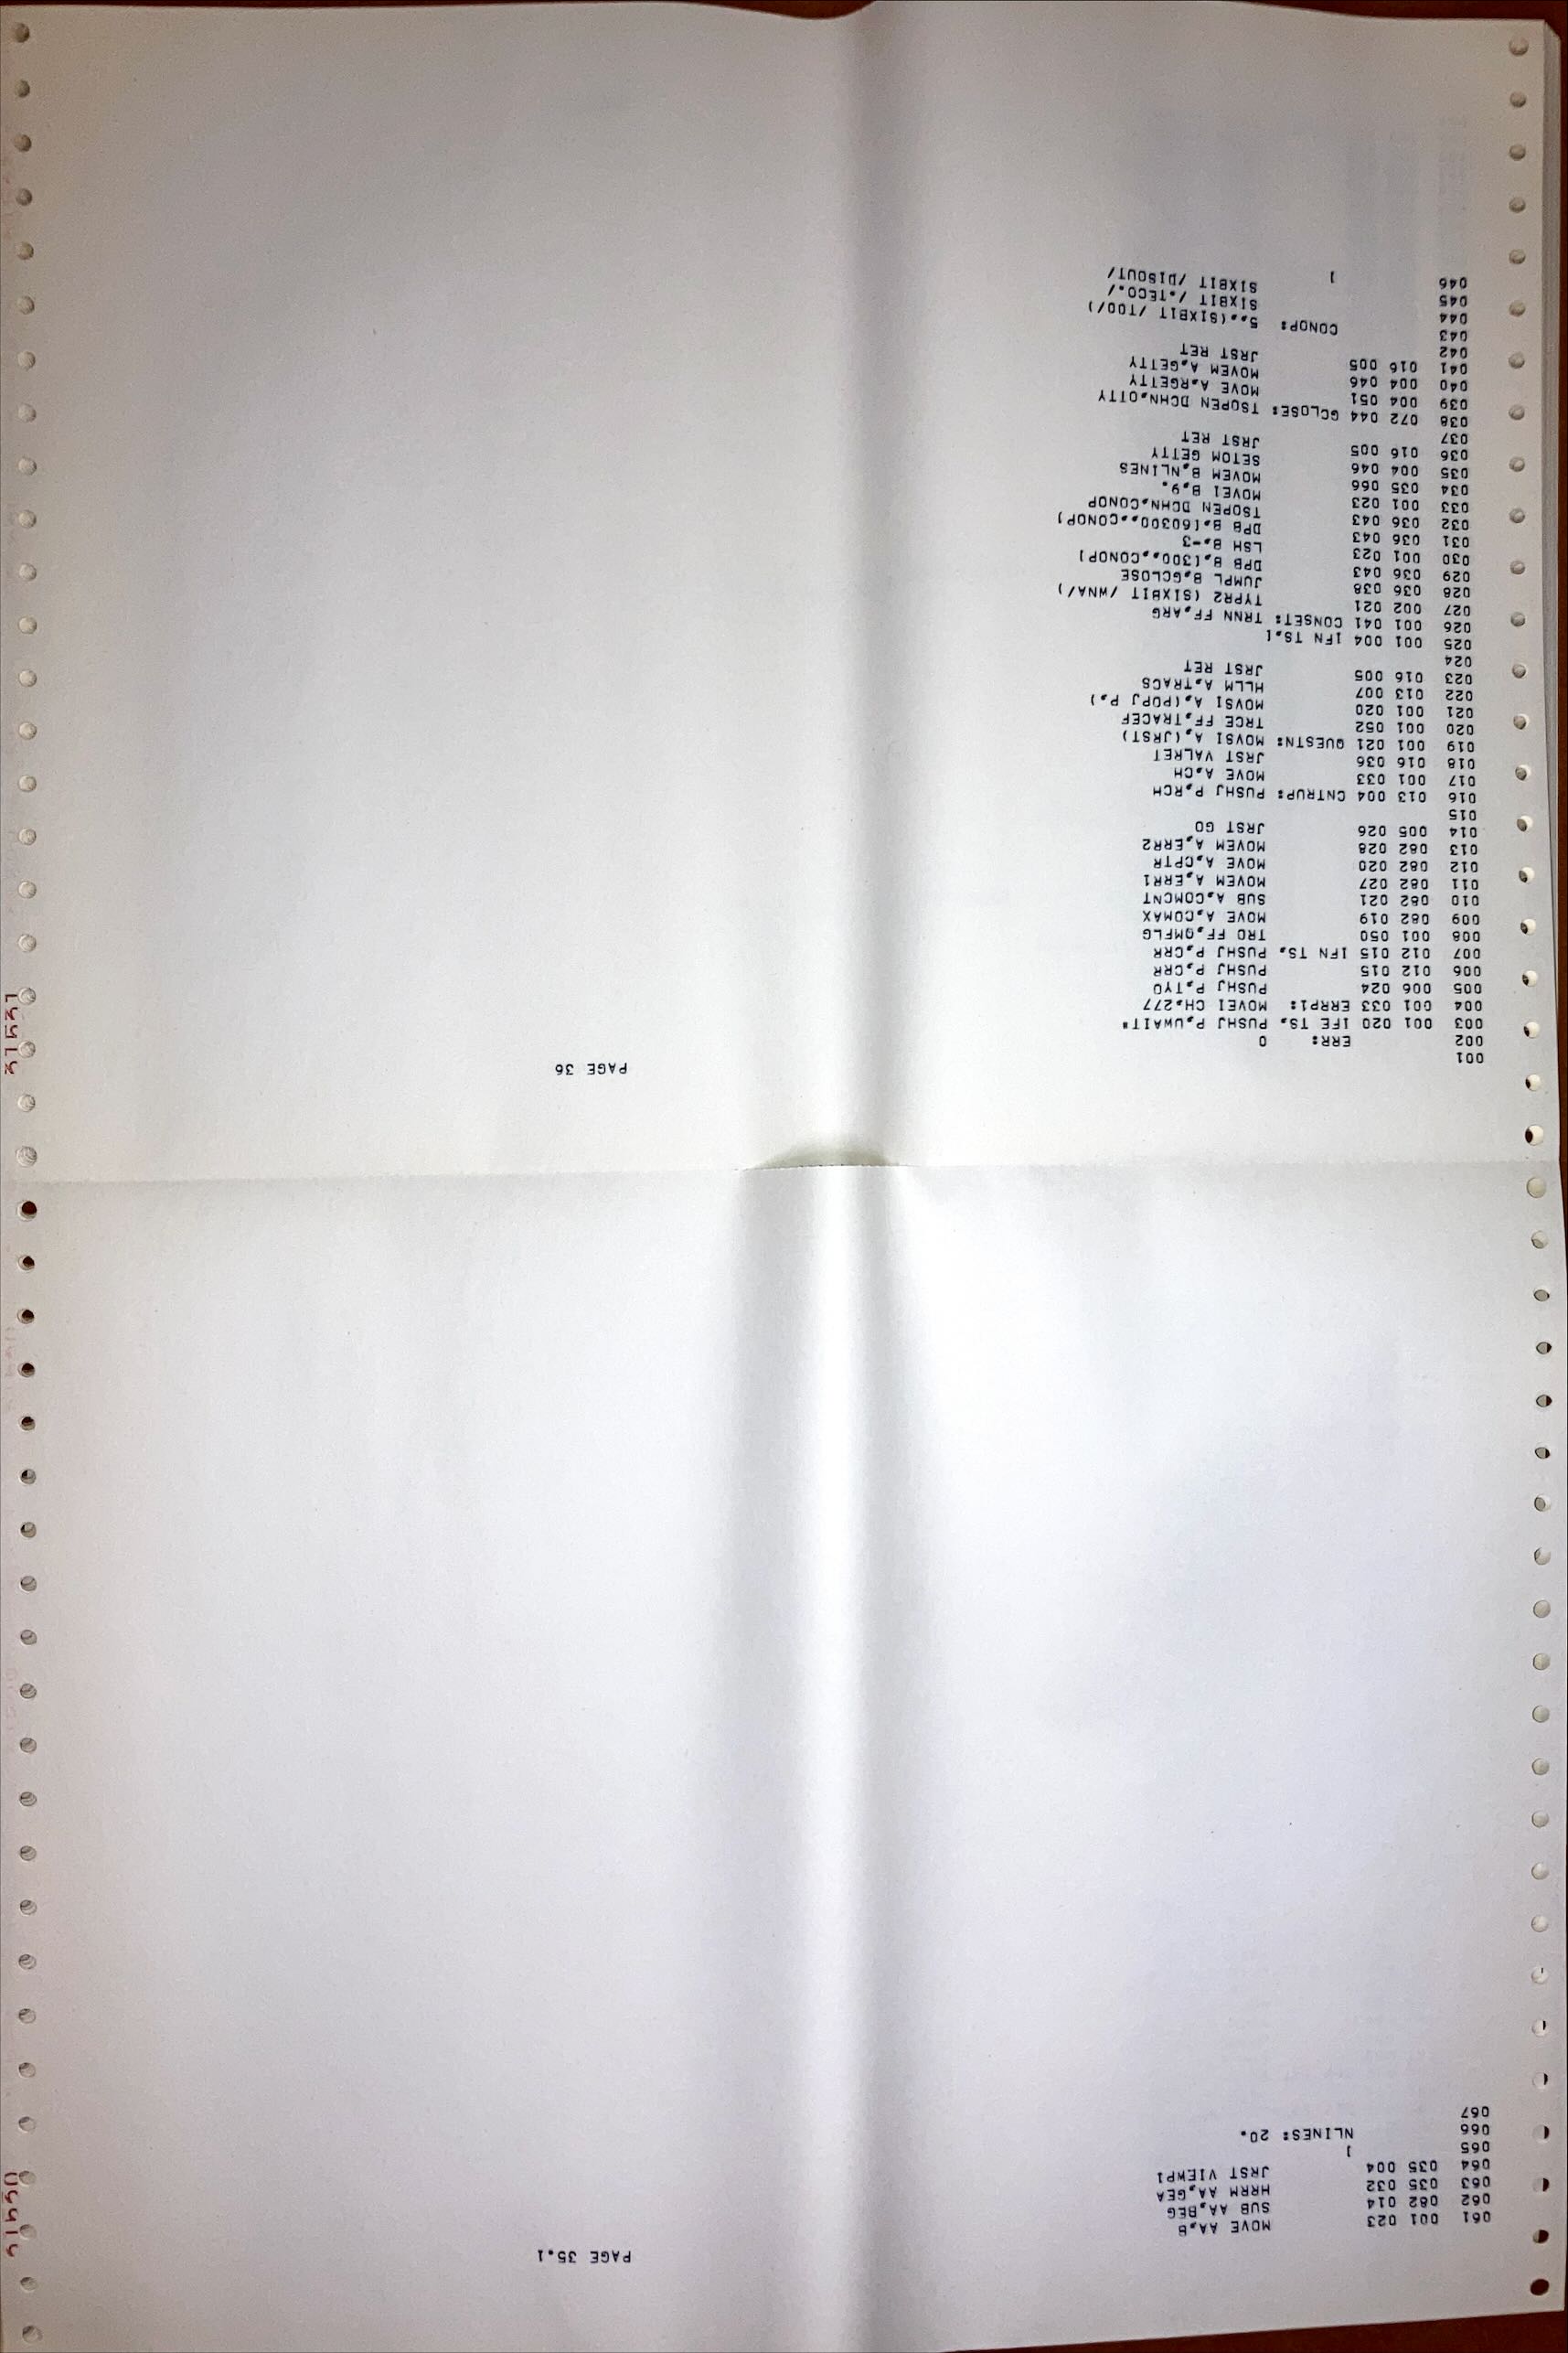 PAGE 35.1
061 001 023 MOVE AA,B
062 082 014 SUB AA,BEG
063 035 032 HRRM AA,GEA
064 035 004 JRST VIEWP1
065 ]
066 NLINES: 20.
067
PAGE 36
001
002 ERR: 0
003 001 020 IFE TS, PUSHJ P,UWAIT"
004 001 033 ERRP1: MOVEI CH,277
005 006 024 PUSHJ P,TYO
006 012 015 PUSHJ P,CRR
007 012 015 IFN TS, PUSHJ P,CRR
008 001 050 TRO FF,QMFLG
009 082 019 MOVE A,COMAX
010 082 021 SUB A,COMCNT
011 082 027 MOVEM A,ERR1
012 082 020 MOVE A,CPTR
013 082 028 MOVEM A,ERR2
014 005 026 JRST GO
015
016 013 004 CNTRUP: PUSHJ P,RCH
017 001 033 MOVE A,CH
018 016 036 JRST VALRET
019 001 021 QUESTN: MOVSI A,(JRST)
020 001 052 TRCE FF,TRACEF
021 001 020 MOVSI A,(POPJ P,)
022 013 007 HLLM A,TRACS
023 016 005 JRST RET
024
025 001 004 IFN TS,[
026 001 041 CONSET: TRNN FF,ARG
027 002 021 TYPR2 (SIXBIT /WNA/)
028 036 038 JUMPL B,GCLOSE
029 036 043 DPB B,[300,,CONOP]
030 001 023 LSH B,-3
031 036 043 DPB B,[60300,,CONOP]
032 036 043 TSOPEN DCHN,CONOP
033 001 023 MOVEI B,9.
034 035 066 MOVEM B,NLINES
035 004 046 SETOM GETTY
036 016 005 JRST RET
037
038 072 044 GCLOSE: TSOPEN DCHN,OTTY
039 004 051 MOVE A,RGETTY
040 004 046 MOVEM A,GETTY
041 016 005 JRST RET
042
043 CONOP: 5,,(SIXBIT /TOO/)
044 SIXBIT /.TECO./
045 SIXBIT /DISOUT/
046 ]